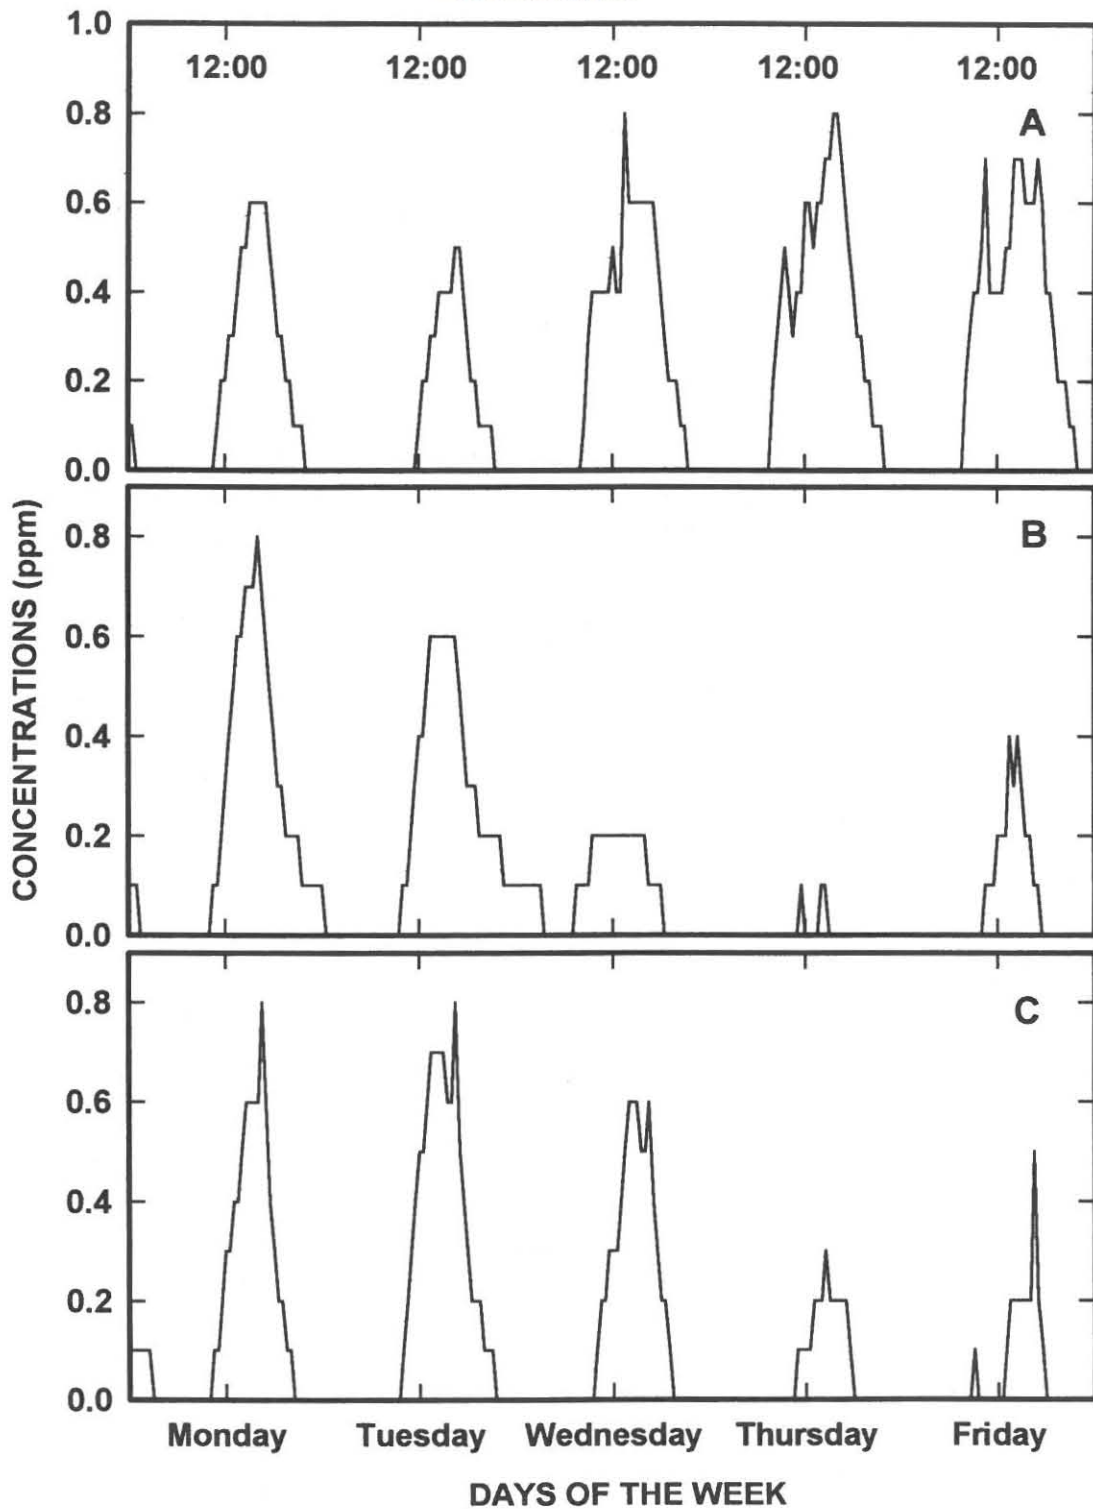 1.0
12:00 12:00 12:00 12:00 12:00
0.8
A
0.6
0.4
0.2
0.0
CONCENTRATIONS (ppm)
B
0.8
0.6
0.4
0.2
0.0
C
0.8
0.6
0.4
0.2
0.0
Monday Tuesday Wednesday Thursday Friday
DAYS OF THE WEEK